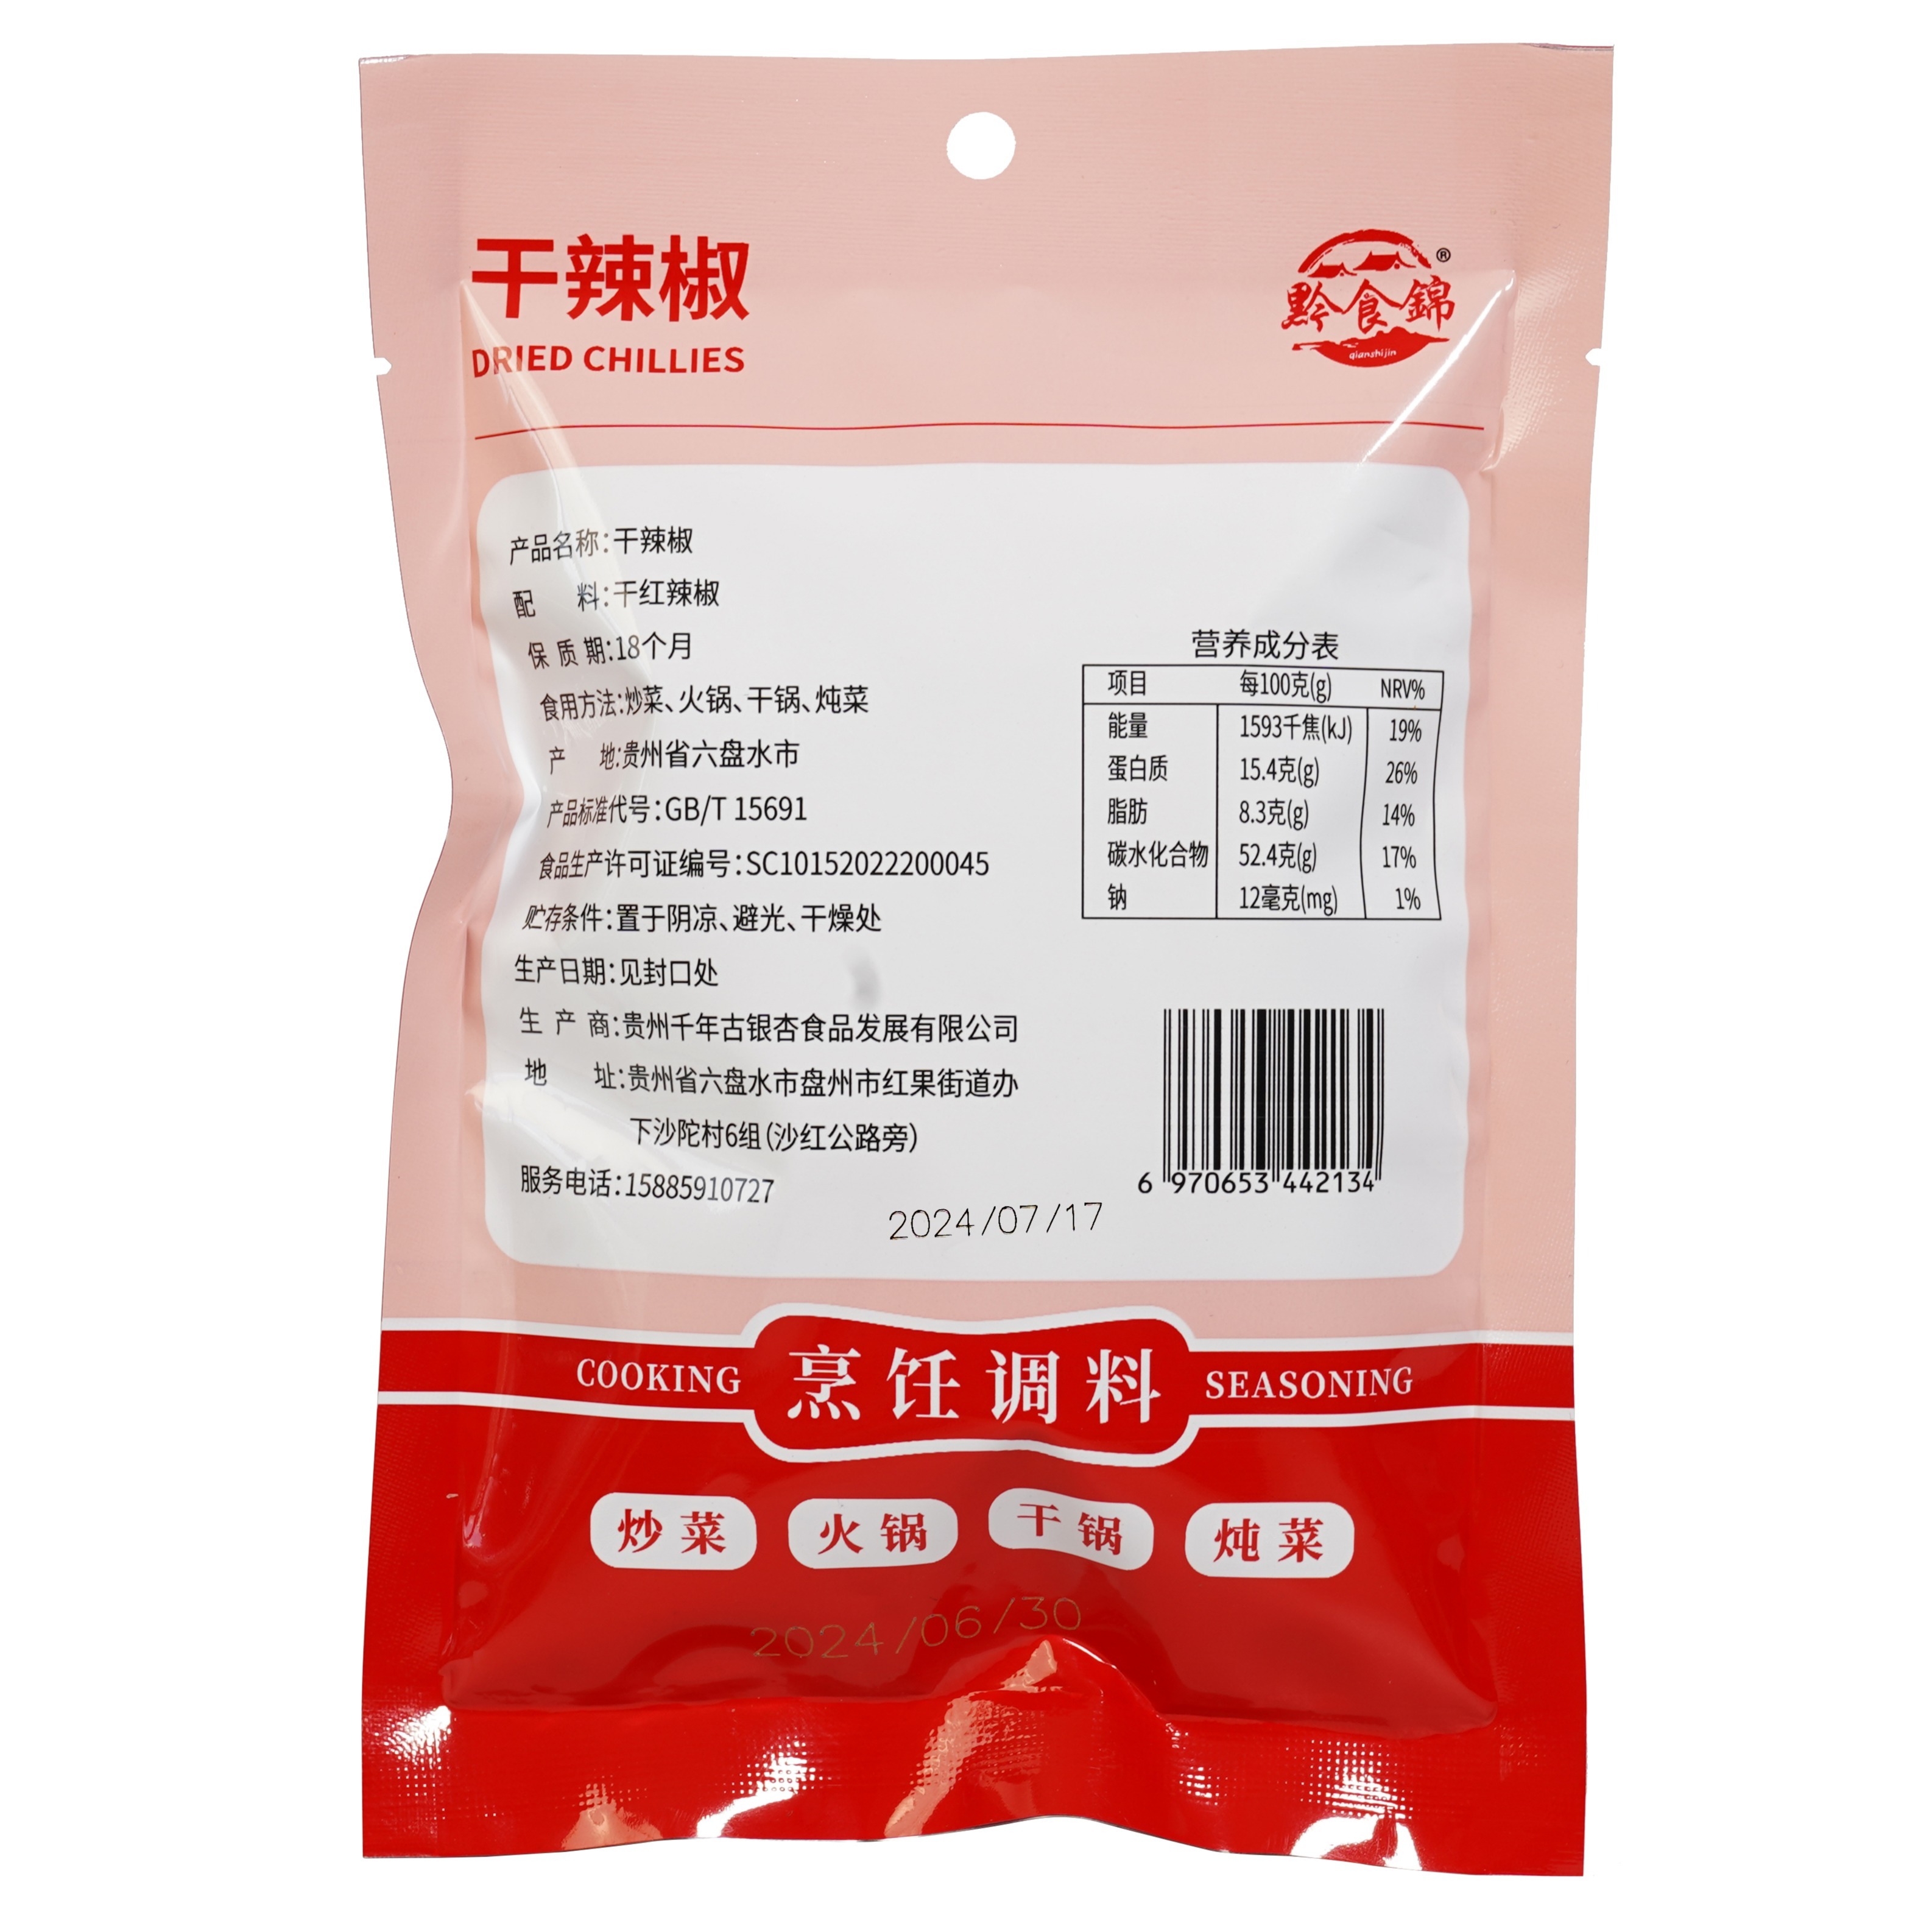 干辣椒
DRIED CHILLIES
黔食錦®
qianshijin
产品名称:干辣椒
配 料:干红辣椒
保质期:18个月
食用方法:炒菜、火锅、干锅、炖菜
产 地:贵州省六盘水市
产品标准代号:GB/T 15691
食品生产许可证编号:SC10152022200045
贮存条件:置于阴凉、避光、干燥处
生产日期:见封口处
生产商:贵州千年古银杏食品发展有限公司
地 址:贵州省六盘水市盘州市红果街道办
下沙陀村6组(沙红公路旁)
服务电话:15885910727
营养成分表
项目 每100克(g) NRV%
能量 1593千焦(kJ) 19%
蛋白质 15.4克(g) 26%
脂肪 8.3克(g) 14%
碳水化合物 52.4克(g) 17%
钠 12毫克(mg) 1%
6 970653 442134
2024/07/17
COOKING 烹饪调料 SEASONING
炒菜 火锅 干锅 炖菜
2024/06/30